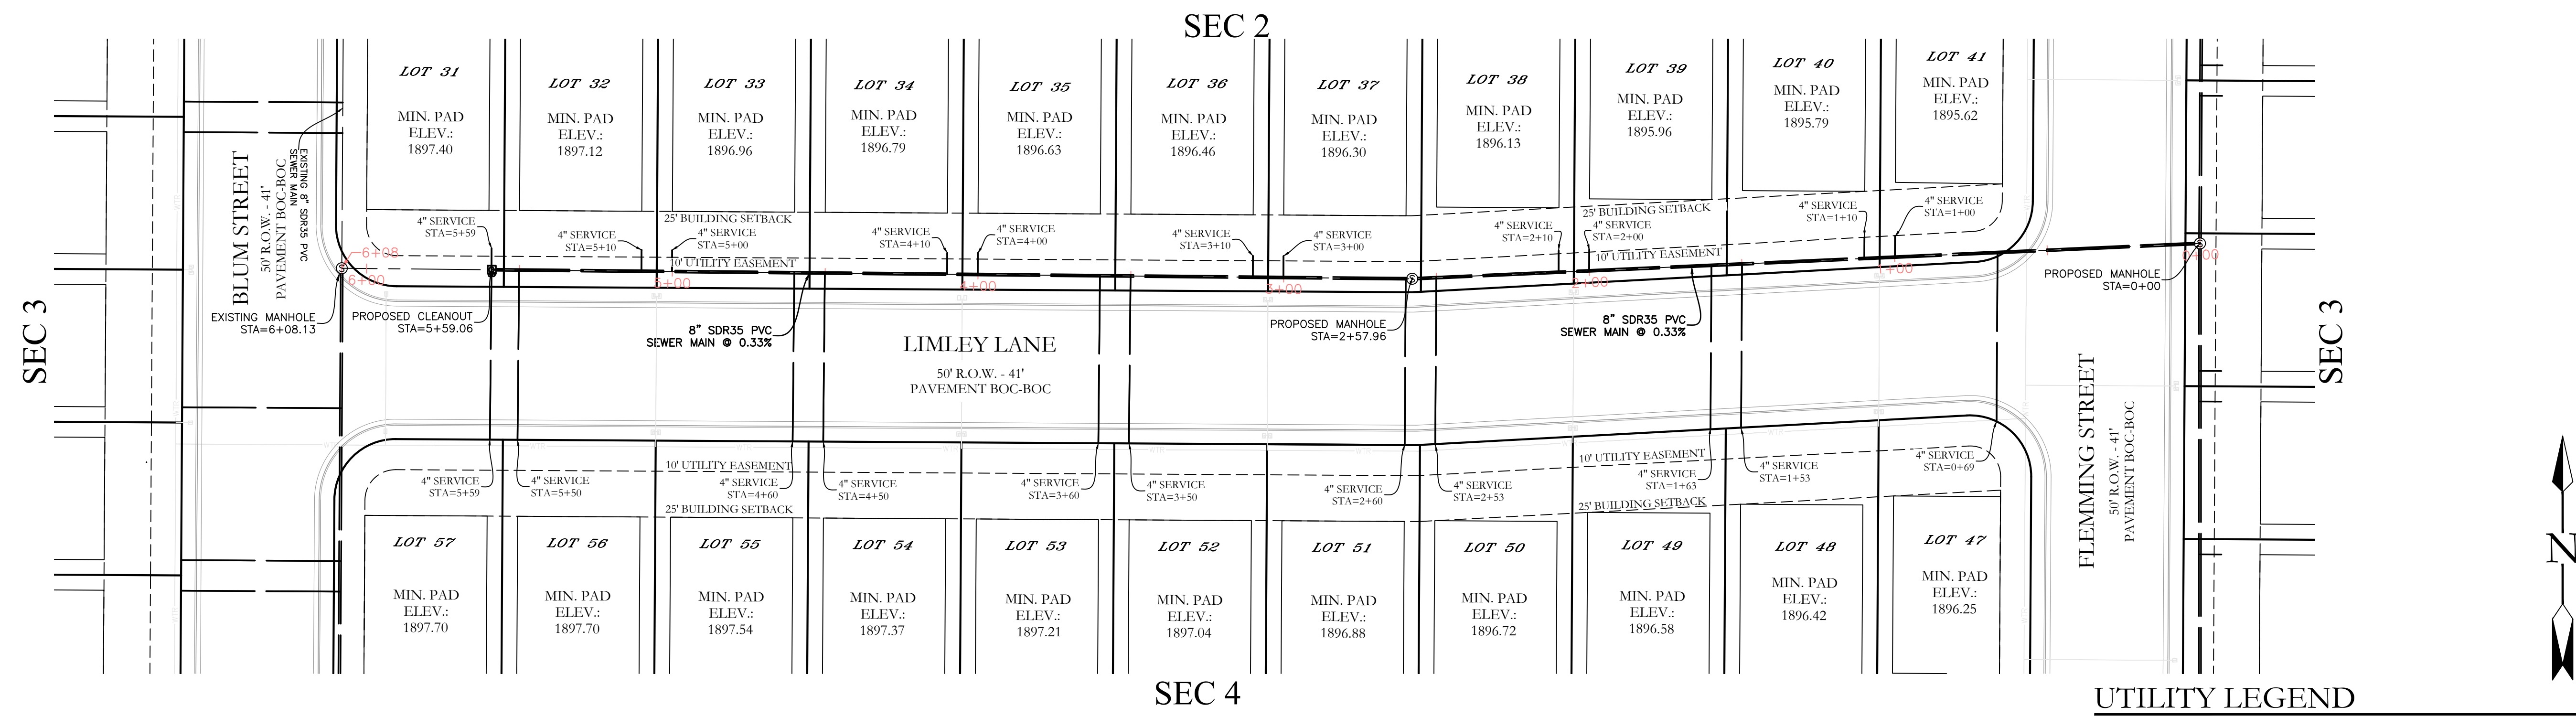 SEC 2
LOT 31
MIN. PAD
ELEV.:
1897.40
LOT 32
MIN. PAD
ELEV.:
1897.12
LOT 33
MIN. PAD
ELEV.:
1896.96
LOT 34
MIN. PAD
ELEV.:
1896.79
LOT 35
MIN. PAD
ELEV.:
1896.63
LOT 36
MIN. PAD
ELEV.:
1896.46
LOT 37
MIN. PAD
ELEV.:
1896.30
LOT 38
MIN. PAD
ELEV.:
1896.13
LOT 39
MIN. PAD
ELEV.:
1895.96
LOT 40
MIN. PAD
ELEV.:
1895.79
LOT 41
MIN. PAD
ELEV.:
1895.62
EXISTING 8" SDR35 PVC
SEWER MAIN
BLUM STREET
50' R.O.W. - 41'
PAVEMENT BOC-BOC
25' BUILDING SETBACK
25' BUILDING SETBACK
4" SERVICE
STA=5+59
4" SERVICE
STA=5+10
4" SERVICE
STA=5+00
4" SERVICE
STA=4+10
4" SERVICE
STA=4+00
4" SERVICE
STA=3+10
4" SERVICE
STA=3+00
4" SERVICE
STA=2+10
4" SERVICE
STA=2+00
4" SERVICE
STA=1+10
4" SERVICE
STA=1+00
10' UTILITY EASEMENT
10' UTILITY EASEMENT
6+08
6+00
5+00
4+00
3+00
2+00
1+00
0+00
EXISTING MANHOLE
STA=6+08.13
PROPOSED CLEANOUT
STA=5+59.06
8" SDR35 PVC
SEWER MAIN @ 0.33%
PROPOSED MANHOLE
STA=2+57.96
8" SDR35 PVC
SEWER MAIN @ 0.33%
PROPOSED MANHOLE
STA=0+00
SEC 3
SEC 3
LIMLEY LANE
50' R.O.W. - 41'
PAVEMENT BOC-BOC
FLEMING STREET
50' R.O.W. - 41'
PAVEMENT BOC-BOC
10' UTILITY EASEMENT
10' UTILITY EASEMENT
4" SERVICE
STA=5+59
4" SERVICE
STA=5+50
4" SERVICE
STA=4+60
4" SERVICE
STA=4+50
4" SERVICE
STA=3+60
4" SERVICE
STA=3+50
4" SERVICE
STA=2+60
4" SERVICE
STA=2+53
4" SERVICE
STA=1+63
4" SERVICE
STA=1+53
4" SERVICE
STA=0+69
25' BUILDING SETBACK
25' BUILDING SETBACK
LOT 57
MIN. PAD
ELEV.:
1897.70
LOT 56
MIN. PAD
ELEV.:
1897.70
LOT 55
MIN. PAD
ELEV.:
1897.54
LOT 54
MIN. PAD
ELEV.:
1897.37
LOT 53
MIN. PAD
ELEV.:
1897.21
LOT 52
MIN. PAD
ELEV.:
1897.04
LOT 51
MIN. PAD
ELEV.:
1896.88
LOT 50
MIN. PAD
ELEV.:
1896.72
LOT 49
MIN. PAD
ELEV.:
1896.58
LOT 48
MIN. PAD
ELEV.:
1896.42
LOT 47
MIN. PAD
ELEV.:
1896.25
N
SEC 4
UTILITY LEGEND